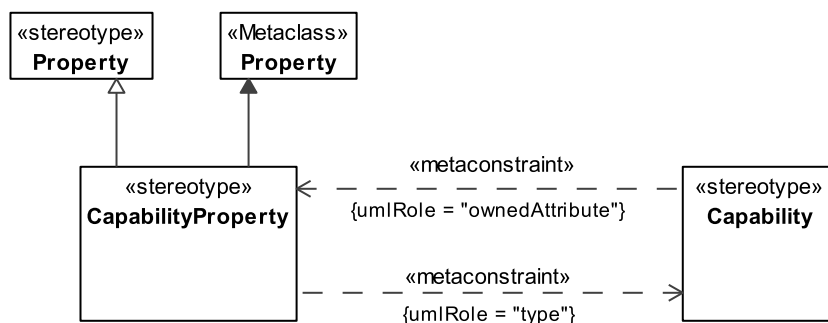 «stereotype»
Property
«Metaclass»
Property
«stereotype»
CapabilityProperty
«metaconstraint»
{umlRole = "ownedAttribute"}
«stereotype»
Capability
«metaconstraint»
{umlRole = "type"}